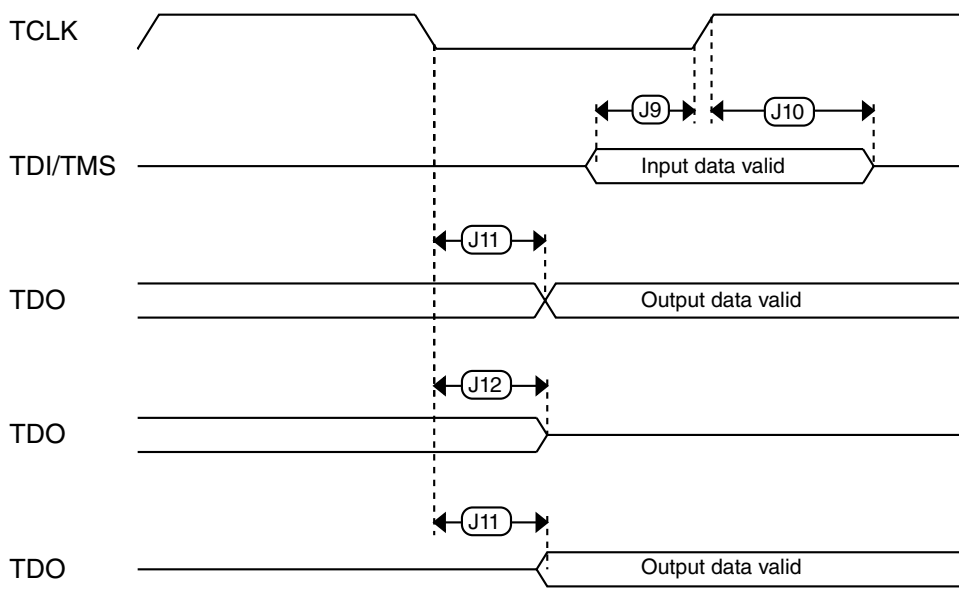 TCLK
J9
J10
TDI/TMS
Input data valid
J11
TDO
Output data valid
J12
TDO
J11
TDO
Output data valid